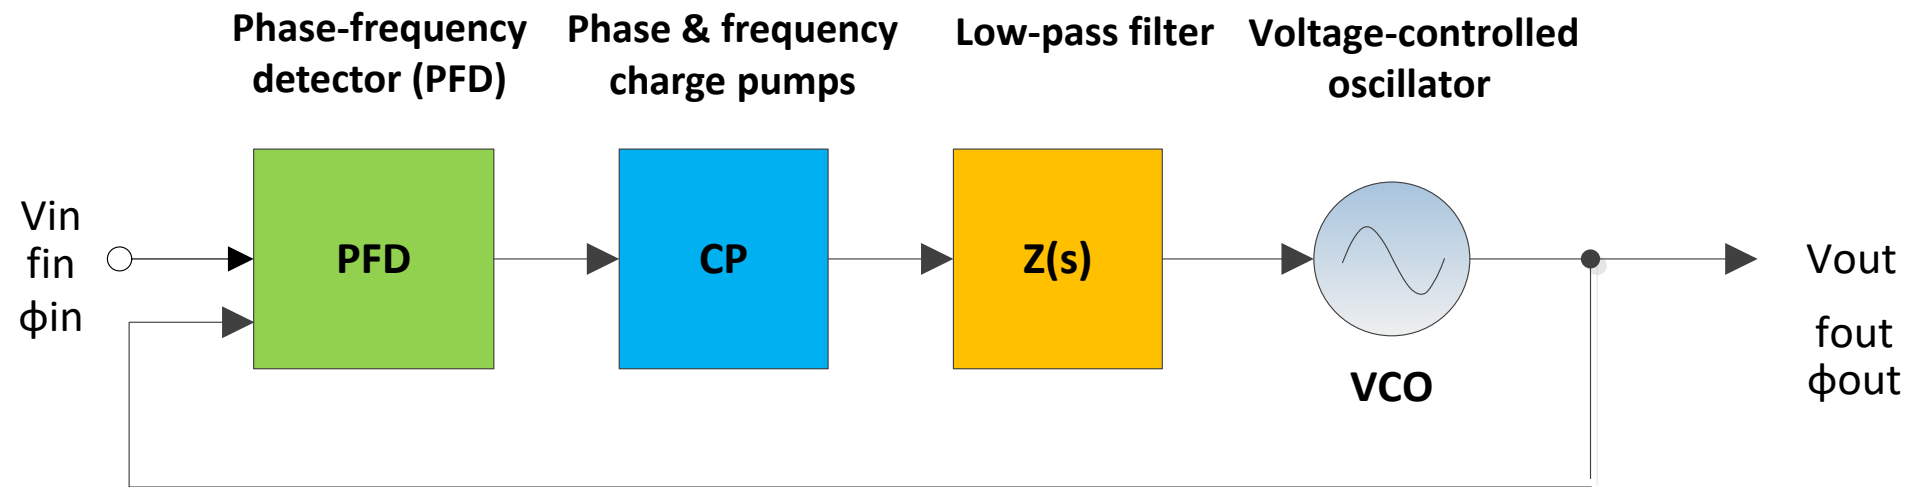 Phase-frequency
detector (PFD)
Phase & frequency
charge pumps
Low-pass filter
Voltage-controlled
oscillator
Vin
fin
ϕin
PFD
CP
Z(s)
VCO
Vout
fout
ϕout